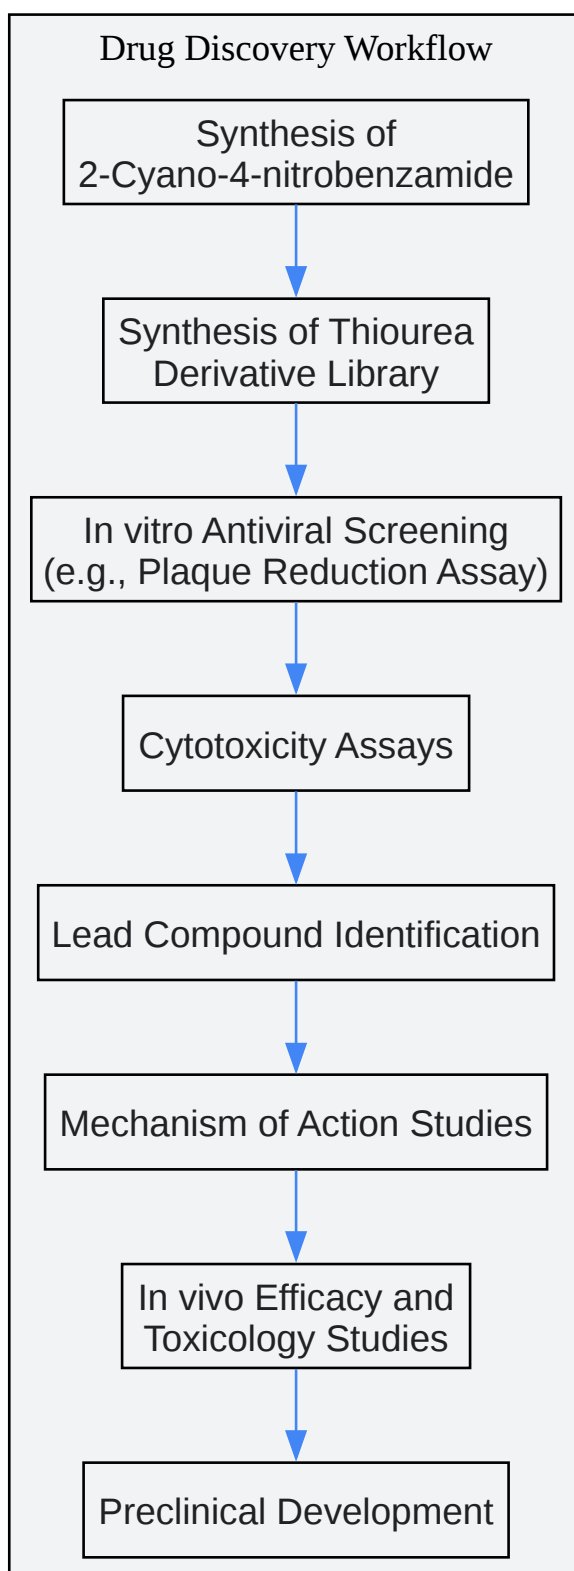 Drug Discovery Workflow
Synthesis of
2-Cyano-4-nitrobenzamide
Synthesis of Thiourea
Derivative Library
In vitro Antiviral Screening
(e.g., Plaque Reduction Assay)
Cytotoxicity Assays
Lead Compound Identification
Mechanism of Action Studies
In vivo Efficacy and
Toxicology Studies
Preclinical Development